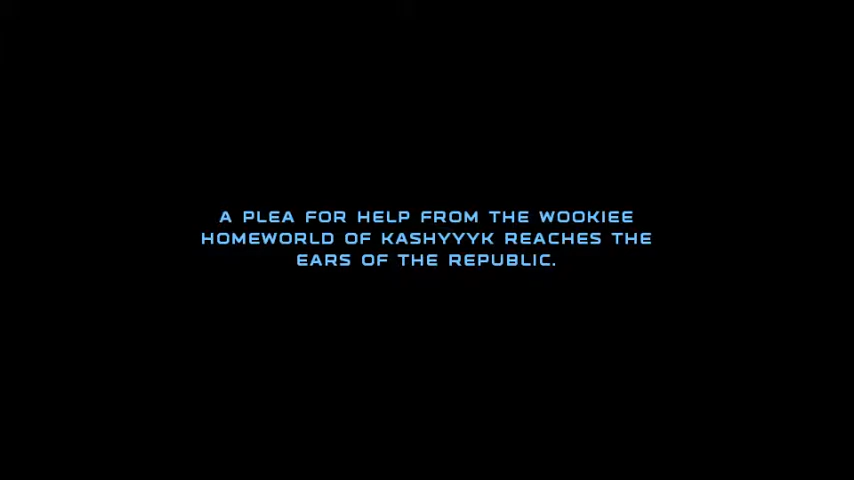 A PLEA FOR HELP FROM THE WOOKIEE
HOMEWORLD OF KASHYYYK REACHES THE
EARS OF THE REPUBLIC.